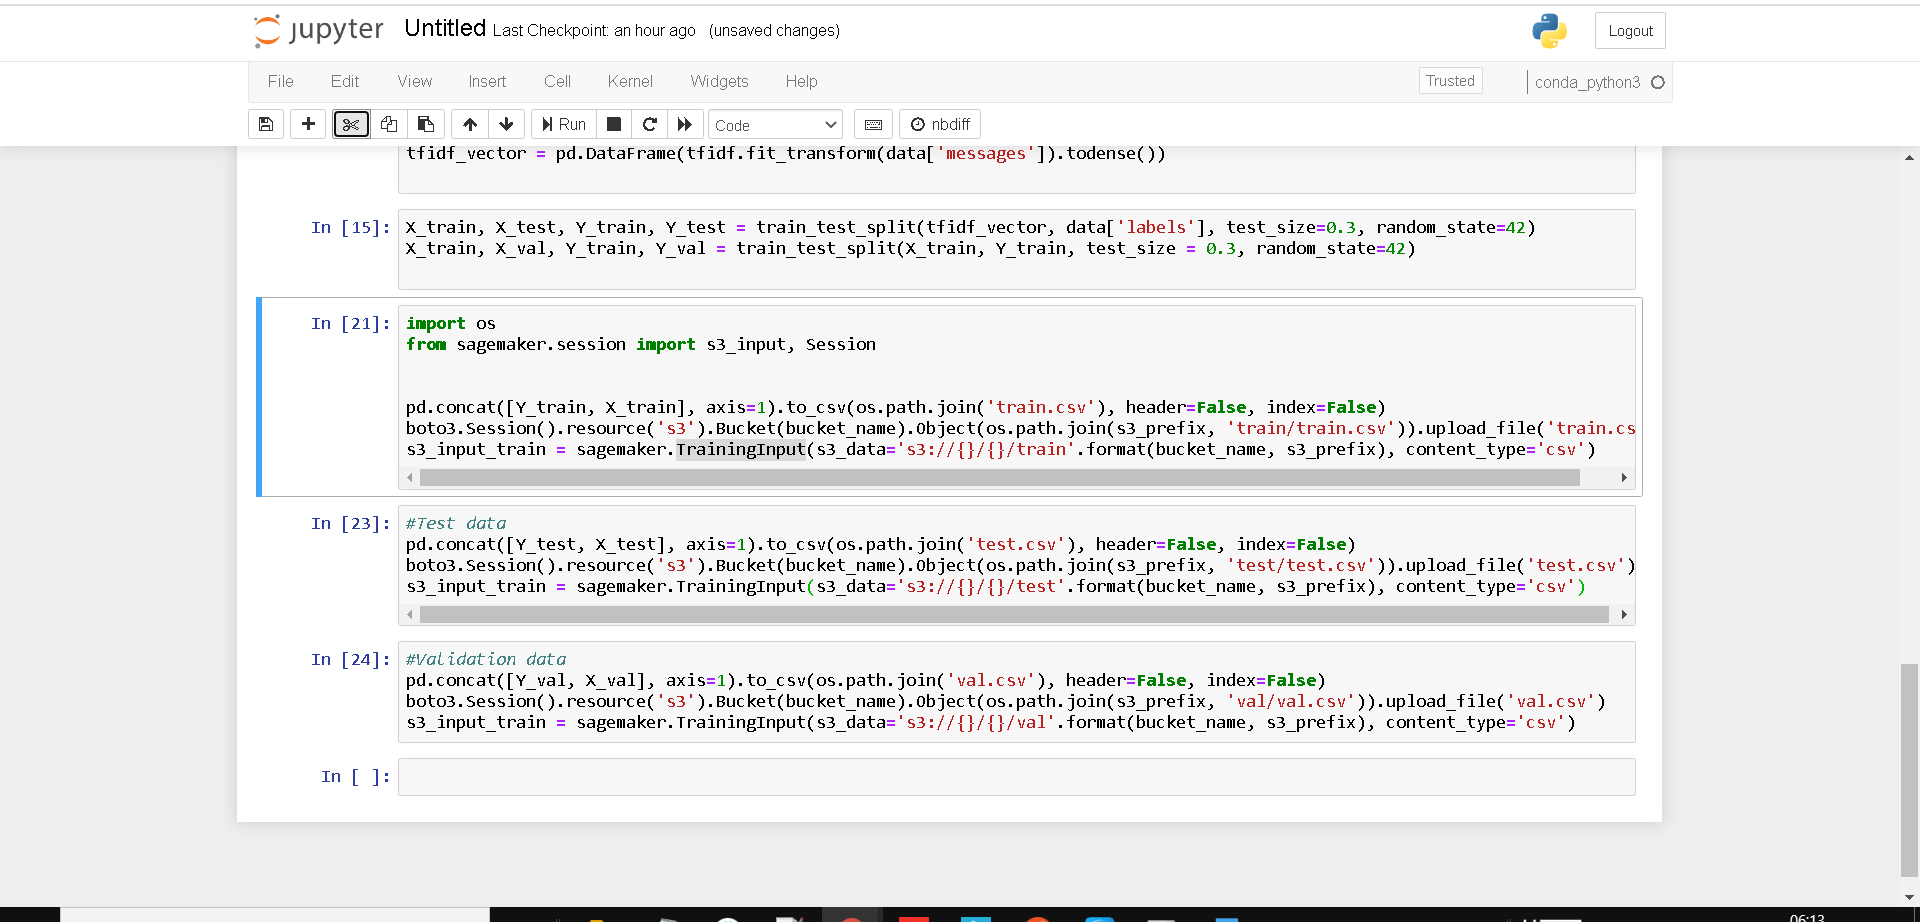 jupyter Untitled Last Checkpoint: an hour ago (unsaved changes) Logout
File Edit View Insert Cell Kernel Widgets Help Trusted conda_python3
Run Code nbdiff
tfidf_vector = pd.DataFrame(tfidf.fit_transform(data['messages']).todense())
In [15]: X_train, X_test, Y_train, Y_test = train_test_split(tfidf_vector, data['labels'], test_size=0.3, random_state=42)
X_train, X_val, Y_train, Y_val = train_test_split(X_train, Y_train, test_size = 0.3, random_state=42)
In [21]: import os
from sagemaker.session import s3_input, Session
pd.concat([Y_train, X_train], axis=1).to_csv(os.path.join('train.csv'), header=False, index=False)
boto3.Session().resource('s3').Bucket(bucket_name).Object(os.path.join(s3_prefix, 'train/train.csv')).upload_file('train.cs
s3_input_train = sagemaker.TrainingInput(s3_data='s3://{}/{}/train'.format(bucket_name, s3_prefix), content_type='csv')
In [23]: #Test data
pd.concat([Y_test, X_test], axis=1).to_csv(os.path.join('test.csv'), header=False, index=False)
boto3.Session().resource('s3').Bucket(bucket_name).Object(os.path.join(s3_prefix, 'test/test.csv')).upload_file('test.csv')
s3_input_train = sagemaker.TrainingInput(s3_data='s3://{}/{}/test'.format(bucket_name, s3_prefix), content_type='csv')
In [24]: #Validation data
pd.concat([Y_val, X_val], axis=1).to_csv(os.path.join('val.csv'), header=False, index=False)
boto3.Session().resource('s3').Bucket(bucket_name).Object(os.path.join(s3_prefix, 'val/val.csv')).upload_file('val.csv')
s3_input_train = sagemaker.TrainingInput(s3_data='s3://{}/{}/val'.format(bucket_name, s3_prefix), content_type='csv')
In [ ]:
06:13